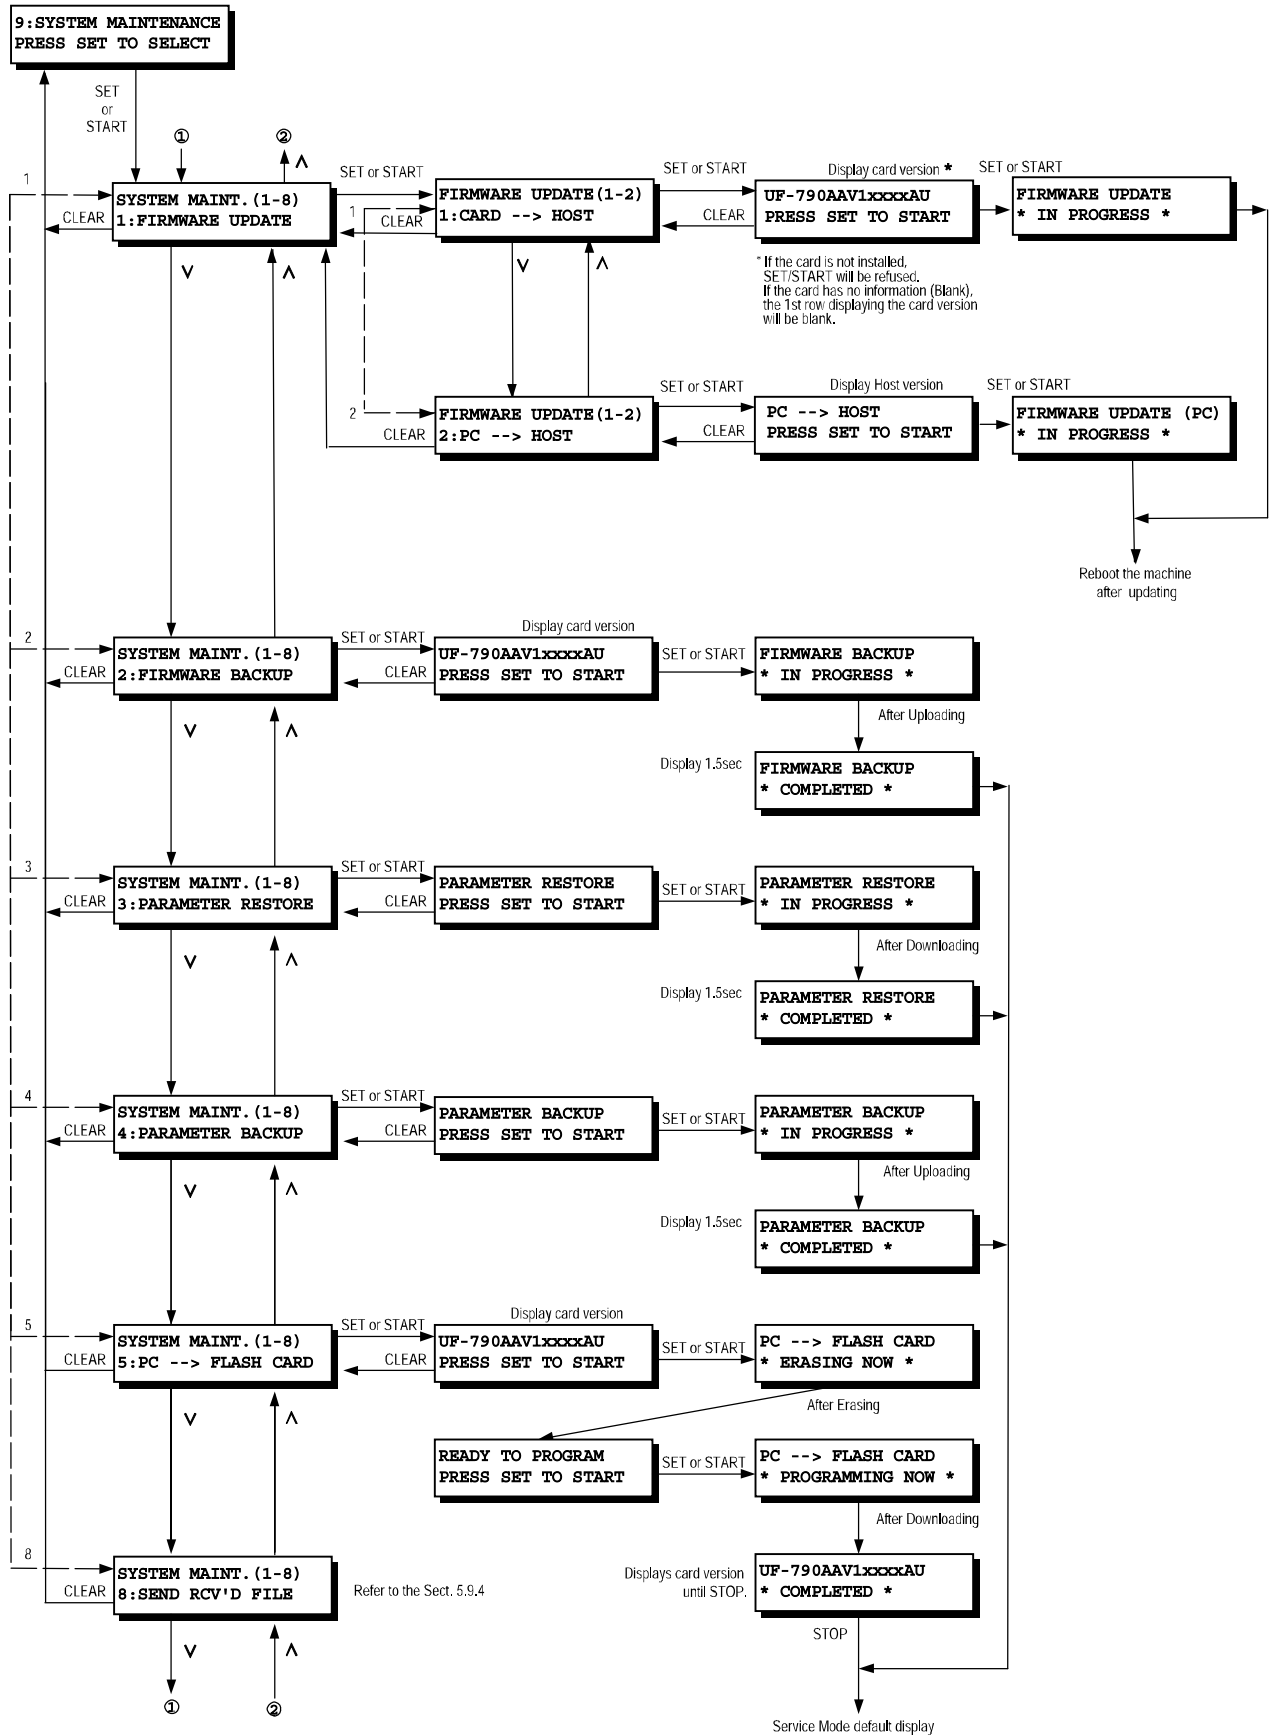 9:SYSTEM MAINTENANCE
PRESS SET TO SELECT
SET
or
START
①
②
∧
1
SYSTEM MAINT.(1-8)
1:FIRMWARE UPDATE
CLEAR
∨
∧
SET or START
1
CLEAR
FIRMWARE UPDATE(1-2)
1:CARD --> HOST
∨
∧
SET or START
CLEAR
Display card version *
UF-790AAV1xxxxAU
PRESS SET TO START
SET or START
FIRMWARE UPDATE
* IN PROGRESS *
* If the card is not installed,
SET/START will be refused.
If the card has no information (Blank),
the 1st row displaying the card version
will be blank.
2
CLEAR
FIRMWARE UPDATE(1-2)
2:PC --> HOST
SET or START
CLEAR
Display Host version
PC --> HOST
PRESS SET TO START
SET or START
FIRMWARE UPDATE (PC)
* IN PROGRESS *
Reboot the machine
after updating
2
CLEAR
SYSTEM MAINT.(1-8)
2:FIRMWARE BACKUP
∨
∧
SET or START
CLEAR
Display card version
UF-790AAV1xxxxAU
PRESS SET TO START
SET or START
FIRMWARE BACKUP
* IN PROGRESS *
After Uploading
Display 1.5sec
FIRMWARE BACKUP
* COMPLETED *
3
CLEAR
SYSTEM MAINT.(1-8)
3:PARAMETER RESTORE
∨
∧
SET or START
CLEAR
PARAMETER RESTORE
PRESS SET TO START
SET or START
PARAMETER RESTORE
* IN PROGRESS *
After Downloading
Display 1.5sec
PARAMETER RESTORE
* COMPLETED *
4
CLEAR
SYSTEM MAINT.(1-8)
4:PARAMETER BACKUP
∨
∧
SET or START
CLEAR
PARAMETER BACKUP
PRESS SET TO START
SET or START
PARAMETER BACKUP
* IN PROGRESS *
After Uploading
Display 1.5sec
PARAMETER BACKUP
* COMPLETED *
5
CLEAR
SYSTEM MAINT.(1-8)
5:PC --> FLASH CARD
∨
∧
SET or START
CLEAR
Display card version
UF-790AAV1xxxxAU
PRESS SET TO START
SET or START
PC --> FLASH CARD
* ERASING NOW *
After Erasing
READY TO PROGRAM
PRESS SET TO START
SET or START
PC --> FLASH CARD
* PROGRAMMING NOW *
After Downloading
8
CLEAR
SYSTEM MAINT.(1-8)
8:SEND RCV'D FILE
Refer to the Sect. 5.9.4
Displays card version
until STOP.
UF-790AAV1xxxxAU
* COMPLETED *
STOP
∨
∧
①
②
Service Mode default display